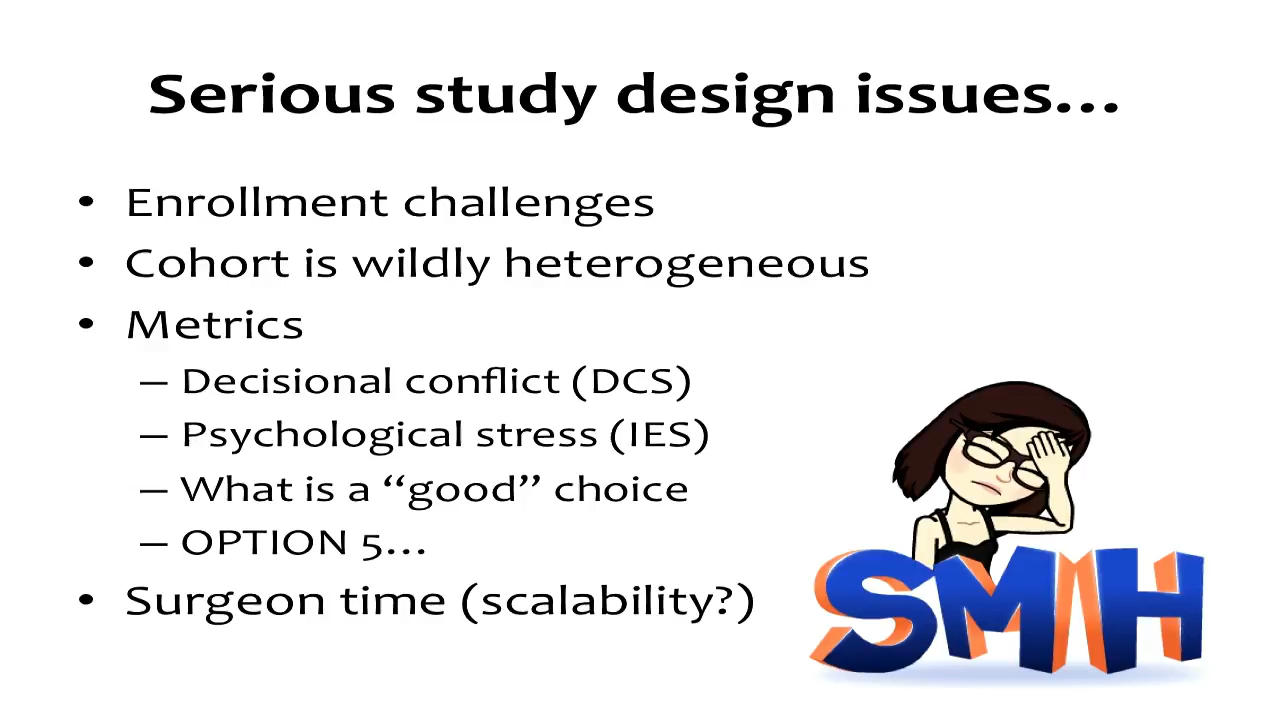 Serious study design issues…
• Enrollment challenges
• Cohort is wildly heterogeneous
• Metrics
– Decisional conflict (DCS)
– Psychological stress (IES)
– What is a “good” choice
– OPTION 5…
• Surgeon time (scalability?)
SMH